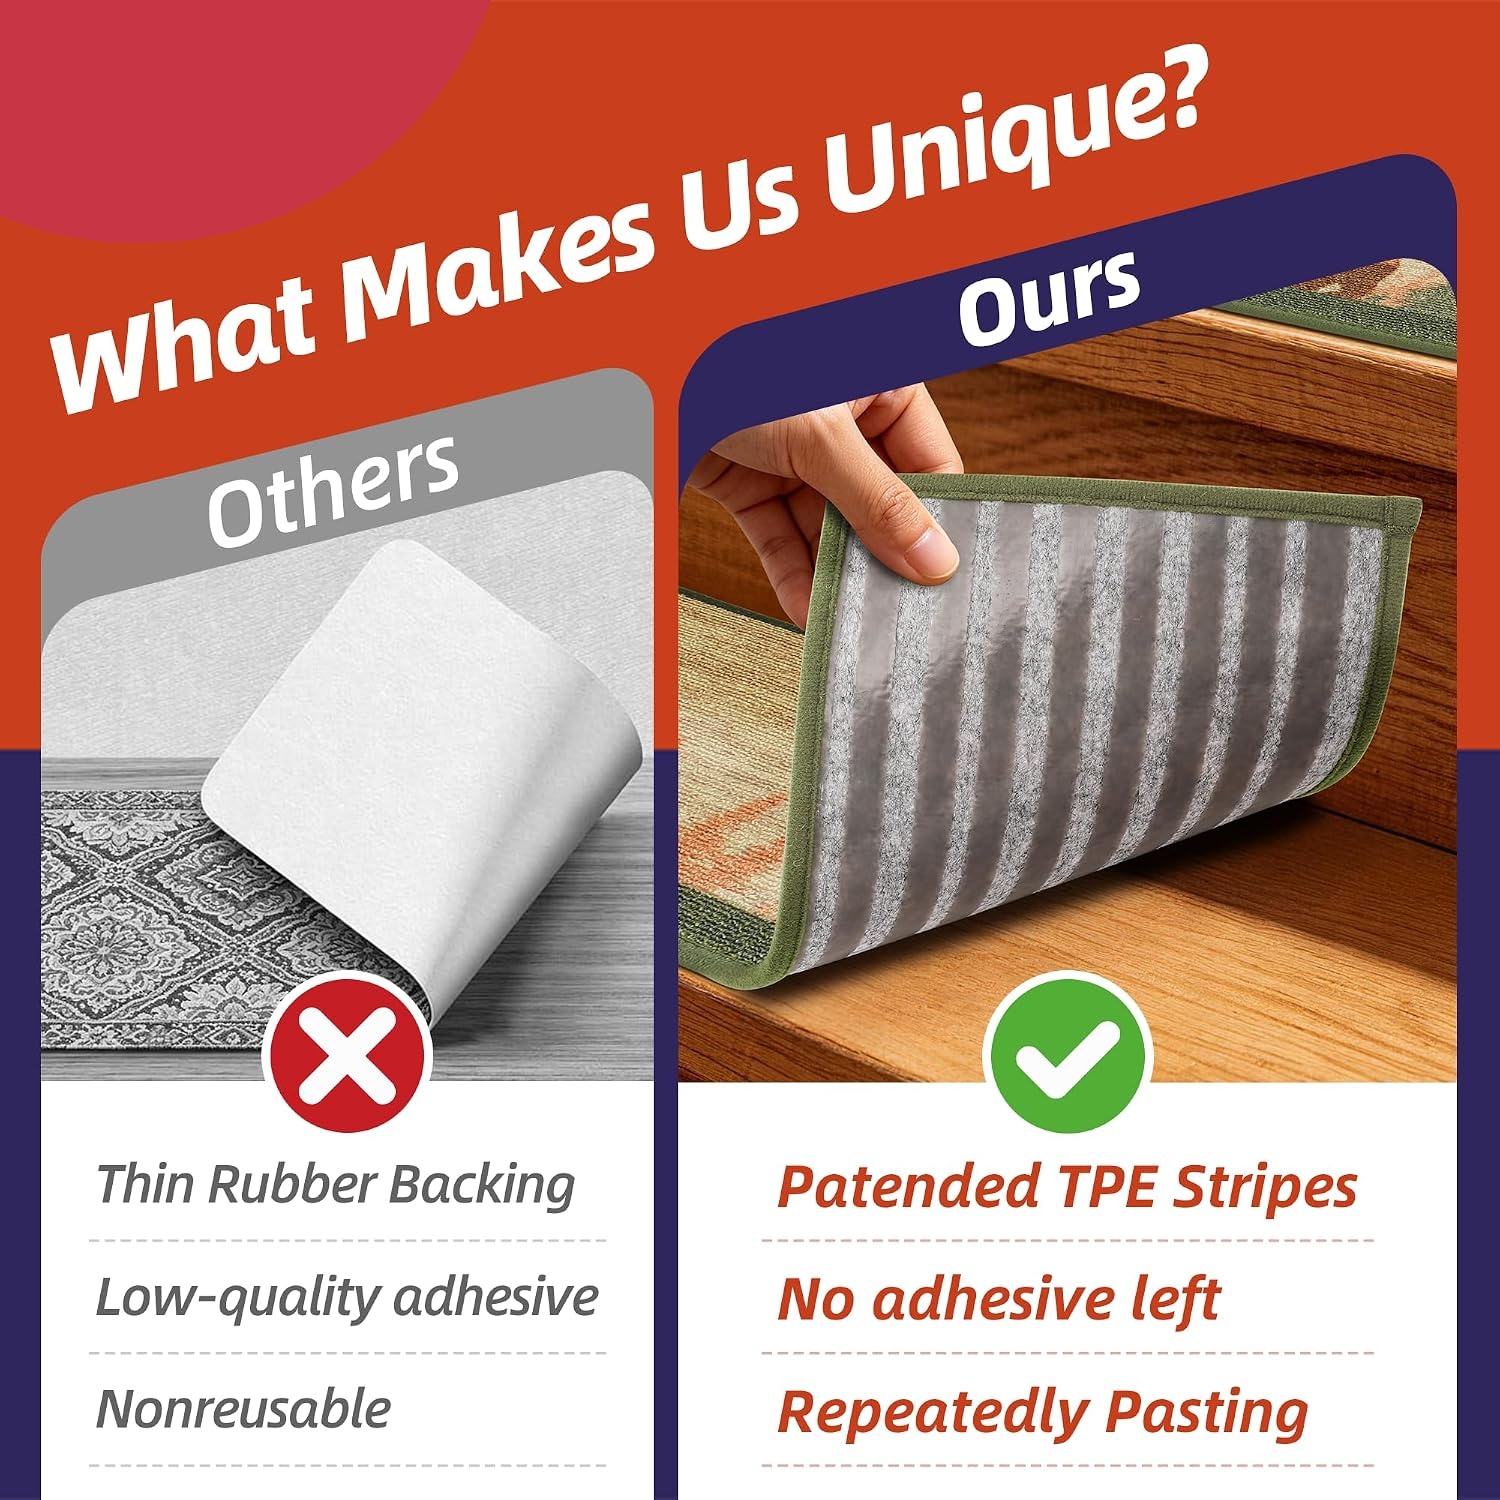 What Makes Us Unique?
Others
Ours
Thin Rubber Backing
Low-quality adhesive
Nonreusable
Patended TPE Stripes
No adhesive left
Repeatedly Pasting